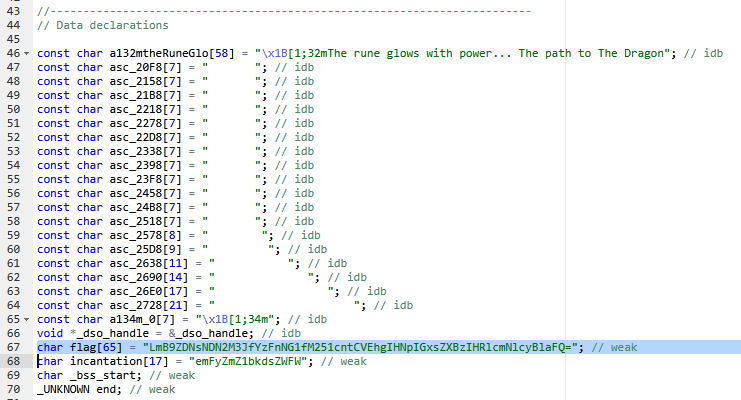 43 //-------------------------------------------------------------------------
44 // Data declarations
45
46 const char a132mtheRuneGlo[58] = "\x1B[1;32mThe rune glows with power... The path to The Dragon"; // idb
47 const char asc_20F8[7] = "       "; // idb
48 const char asc_2158[7] = "       "; // idb
49 const char asc_21B8[7] = "       "; // idb
50 const char asc_2218[7] = "       "; // idb
51 const char asc_2278[7] = "       "; // idb
52 const char asc_22D8[7] = "       "; // idb
53 const char asc_2338[7] = "       "; // idb
54 const char asc_2398[7] = "       "; // idb
55 const char asc_23F8[7] = "       "; // idb
56 const char asc_2458[7] = "       "; // idb
57 const char asc_24B8[7] = "       "; // idb
58 const char asc_2518[7] = "       "; // idb
59 const char asc_2578[8] = "        "; // idb
60 const char asc_25D8[9] = "         "; // idb
61 const char asc_2638[11] = "           "; // idb
62 const char asc_2690[14] = "              "; // idb
63 const char asc_26E0[17] = "                 "; // idb
64 const char asc_2728[21] = "                     "; // idb
65 const char a134m_0[7] = "\x1B[1;34m"; // idb
66 void *_dso_handle = &_dso_handle; // idb
67 char flag[65] = "LmB9ZDNsNDN2M3JfYzFnNG1fM251cntCVEhgIHNpIGxsZXBzIHRlcmNlcyBlaFQ="; // weak
68 char incantation[17] = "emFyZmZ1bkdsZWFW"; // weak
69 char _bss_start; // weak
70 _UNKNOWN end; // weak